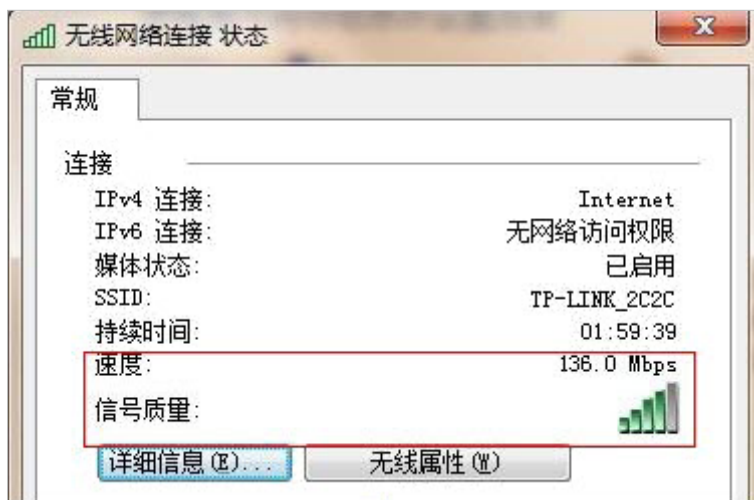 无线网络连接 状态
X
常规
连接
IPv4 连接: Internet
IPv6 连接: 无网络访问权限
媒体状态: 已启用
SSID: TP-LINK_2C2C
持续时间: 01:59:39
速度: 136.0 Mbps
信号质量:
详细信息(E)... 无线属性(W)